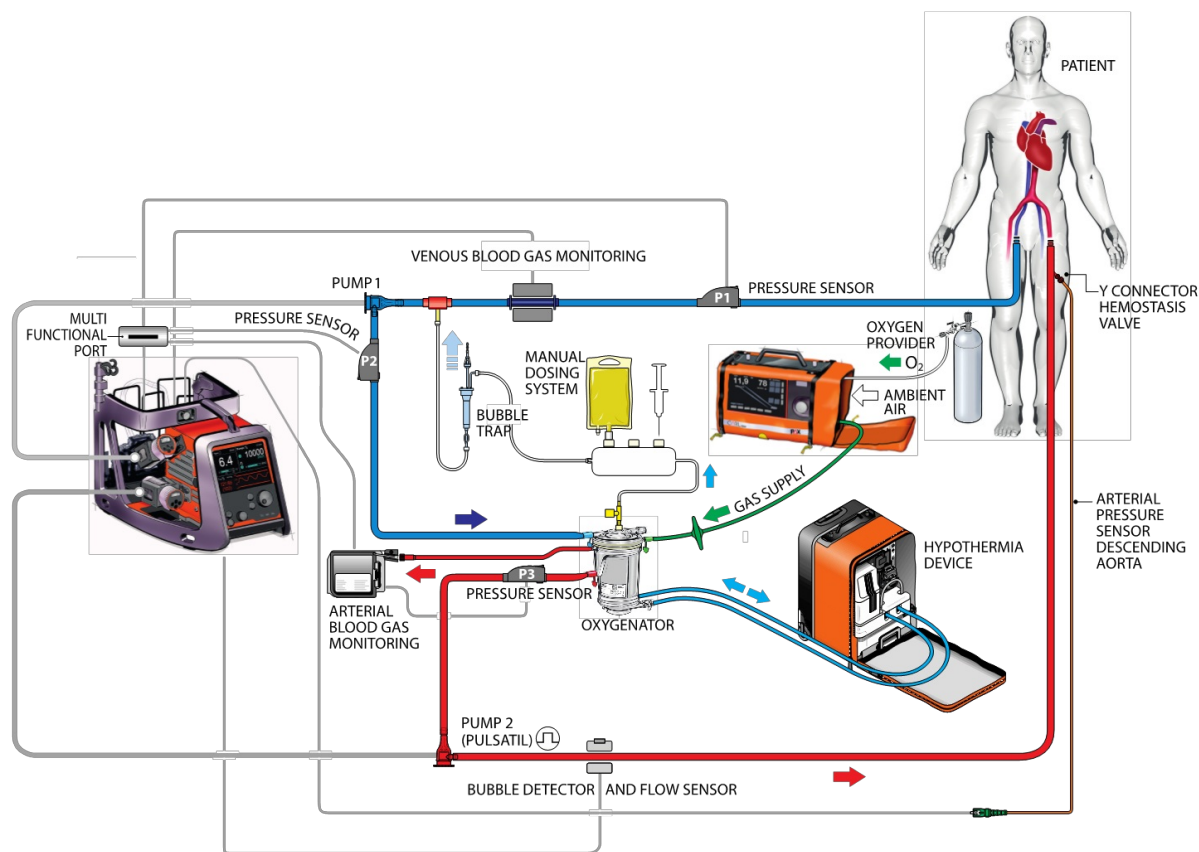 PATIENT
VENOUS BLOOD GAS MONITORING
PUMP 1
P1
PRESSURE SENSOR
Y CONNECTOR
HEMOSTASIS
VALVE
MULTI
FUNCTIONAL
PORT
PRESSURE SENSOR
P2
OXYGEN
PROVIDER
O2
MANUAL
DOSING
SYSTEM
11,9
78
AMBIENT
AIR
BUBBLE
TRAP
6.4
10000
GAS SUPPLY
ARTERIAL
PRESSURE
SENSOR
DESCENDING
AORTA
HYPOTHERMIA
DEVICE
P3
PRESSURE SENSOR
OXYGENATOR
ARTERIAL
BLOOD GAS
MONITORING
PUMP 2
(PULSATIL)
BUBBLE DETECTOR AND FLOW SENSOR